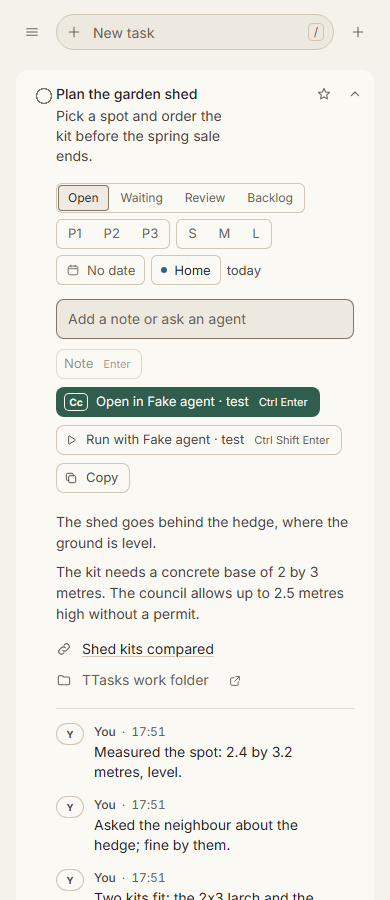 New task /
Plan the garden shed
Pick a spot and order the
kit before the spring sale
ends.
Open Waiting Review Backlog
P1 P2 P3 S M L
No date Home today
Add a note or ask an agent
Note Enter
Cc Open in Fake agent · test Ctrl Enter
Run with Fake agent · test Ctrl Shift Enter
Copy
The shed goes behind the hedge, where the
ground is level.
The kit needs a concrete base of 2 by 3
metres. The council allows up to 2.5 metres
high without a permit.
Shed kits compared
TTasks work folder
Y You · 17:51
Measured the spot: 2.4 by 3.2
metres, level.
Y You · 17:51
Asked the neighbour about the
hedge; fine by them.
Y You · 17:51
Two kits fit: the 2x3 larch and the